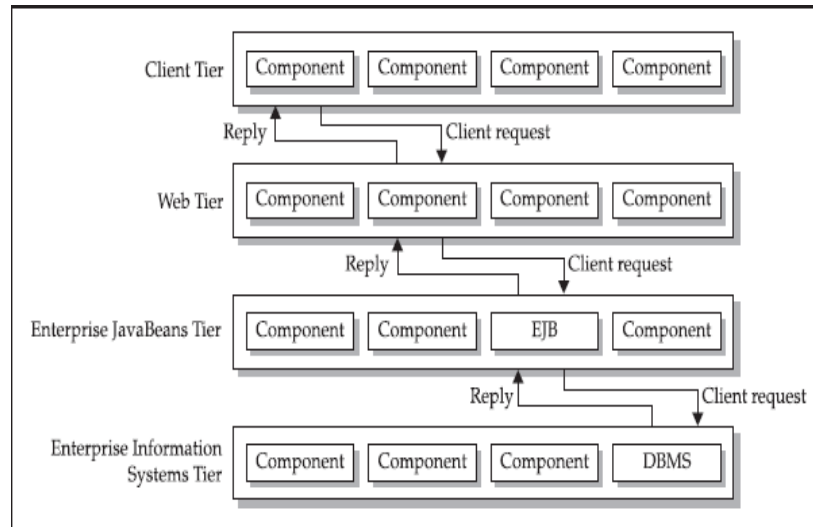 Client Tier
Component Component Component Component
Reply
Client request
Web Tier
Component Component Component Component
Reply
Client request
Enterprise JavaBeans Tier
Component Component EJB Component
Reply
Client request
Enterprise Information
Systems Tier
Component Component Component DBMS